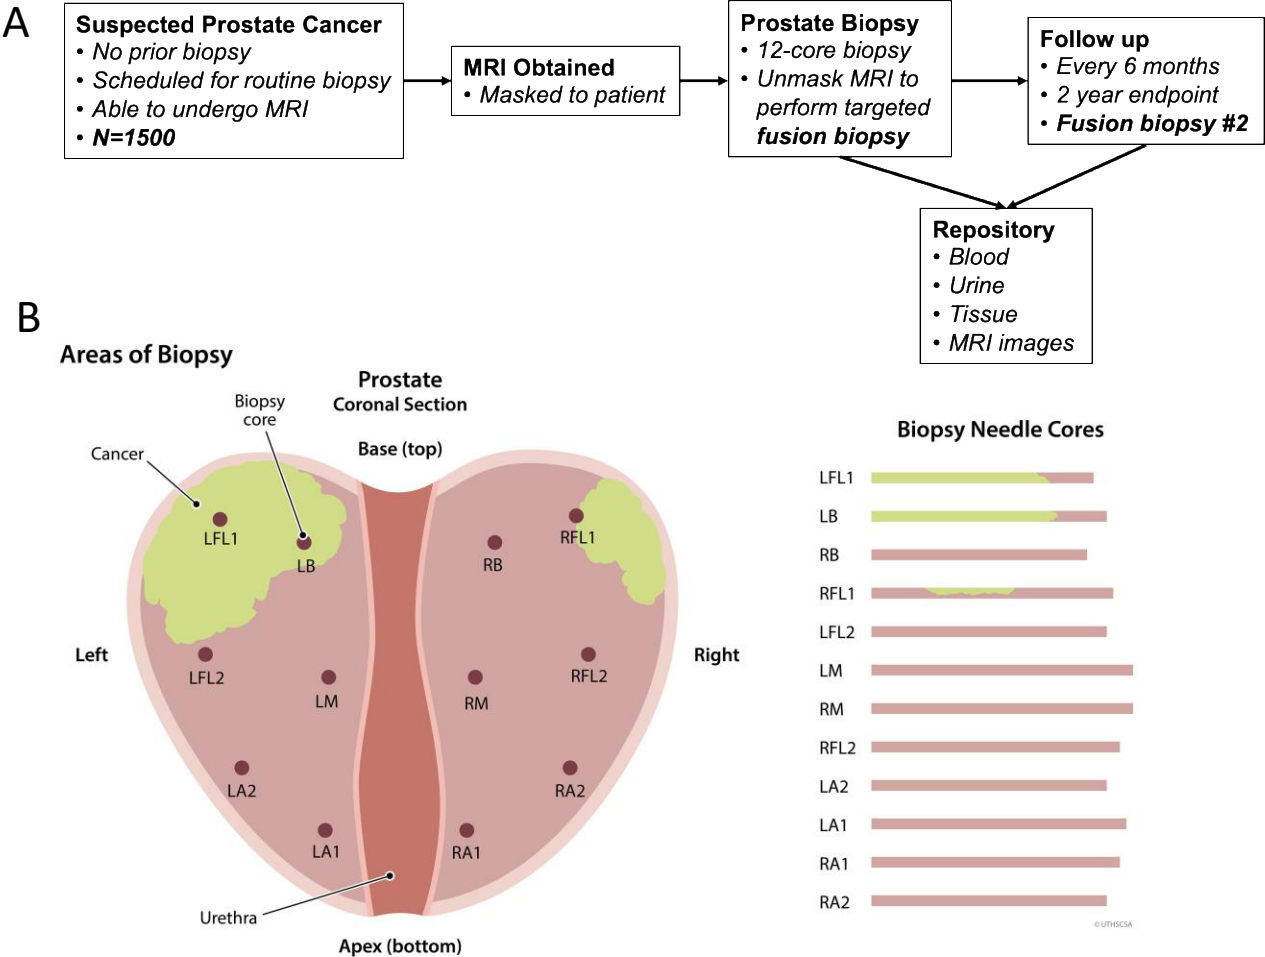 A
Suspected Prostate Cancer
• No prior biopsy
• Scheduled for routine biopsy
• Able to undergo MRI
• N=1500
MRI Obtained
• Masked to patient
Prostate Biopsy
• 12-core biopsy
• Unmask MRI to
perform targeted
fusion biopsy
Follow up
• Every 6 months
• 2 year endpoint
• Fusion biopsy #2
Repository
• Blood
• Urine
• Tissue
• MRI images
B
Areas of Biopsy
Prostate
Coronal Section
Base (top)
Biopsy
core
Cancer
LFL1
LB
RB
RFL1
Left
Right
LFL2
LM
RM
RFL2
LA2
RA2
LA1
RA1
Urethra
Apex (bottom)
Biopsy Needle Cores
LFL1
LB
RB
RFL1
LFL2
LM
RM
RFL2
LA2
LA1
RA1
RA2
© UTHSCSA